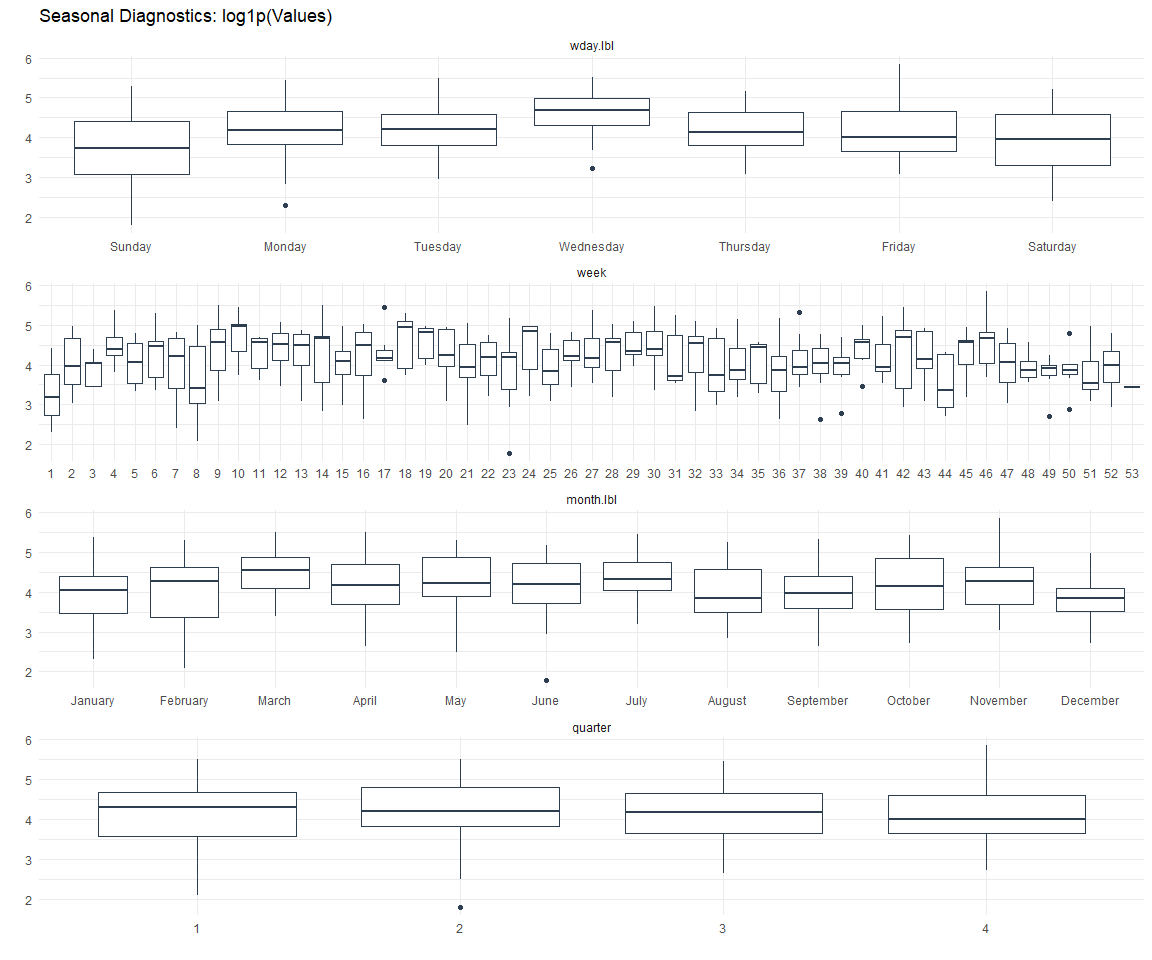 Seasonal Diagnostics: log1p(Values)
wday.lbl
6
5
4
3
2
Sunday Monday Tuesday Wednesday Thursday Friday Saturday
week
6
5
4
3
2
1 2 3 4 5 6 7 8 9 10 11 12 13 14 15 16 17 18 19 20 21 22 23 24 25 26 27 28 29 30 31 32 33 34 35 36 37 38 39 40 41 42 43 44 45 46 47 48 49 50 51 52 53
month.lbl
6
5
4
3
2
January February March April May June July August September October November December
quarter
6
5
4
3
2
1 2 3 4